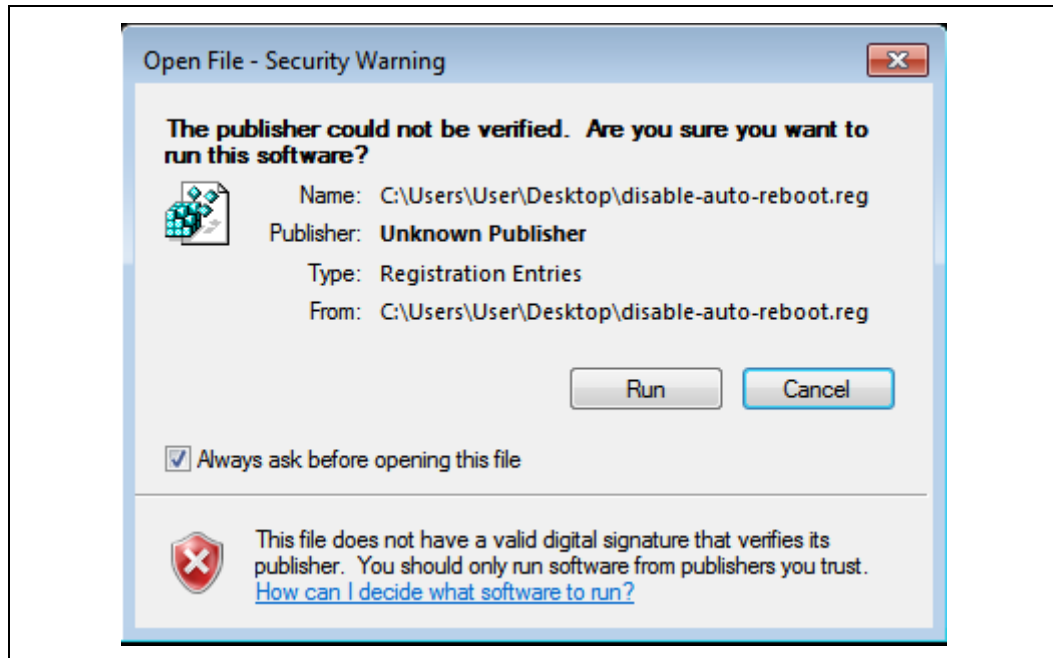 Open File - Security Warning
The publisher could not be verified.  Are you sure you want to
run this software?
Name: C:\Users\User\Desktop\disable-auto-reboot.reg
Publisher: Unknown Publisher
Type: Registration Entries
From: C:\Users\User\Desktop\disable-auto-reboot.reg
Run Cancel
Always ask before opening this file
This file does not have a valid digital signature that verifies its
publisher.  You should only run software from publishers you trust.
How can I decide what software to run?